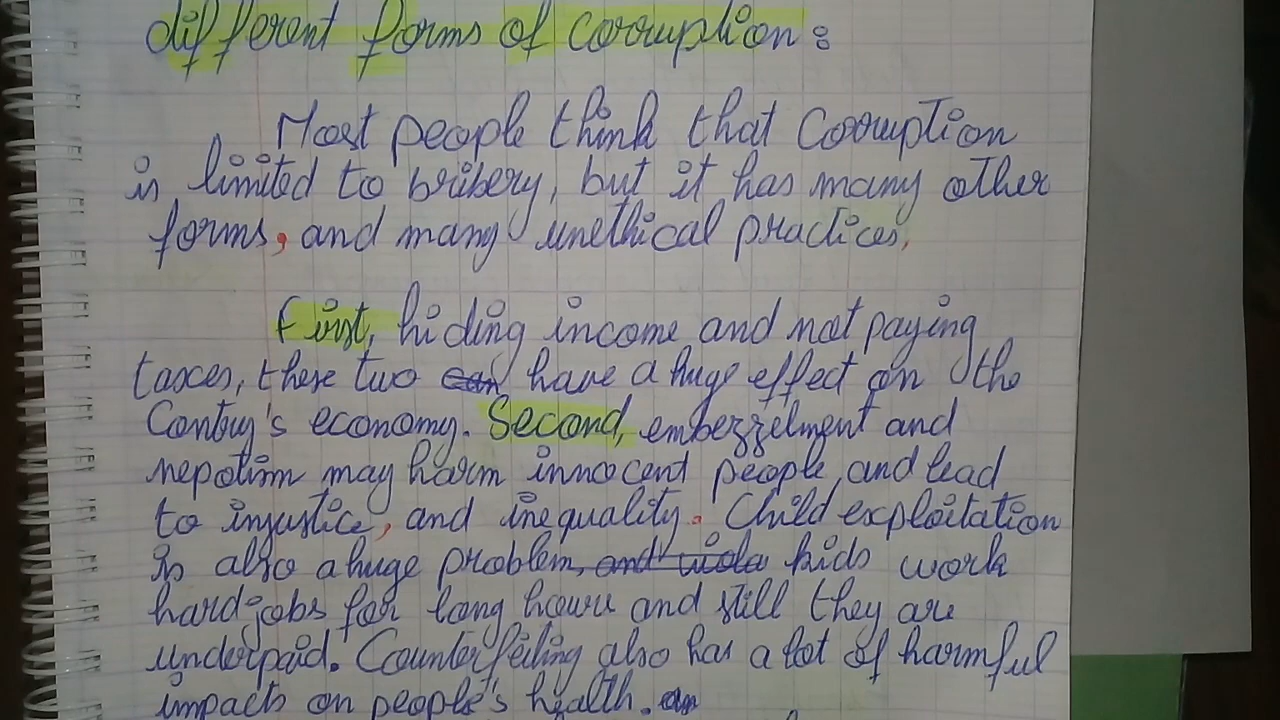 different forms of corruption :
Most people think that Corruption
is limited to bribery, but it has many other
forms, and many unethical practices,
First, hiding income and not paying
taxes, these two have a huge effect on the
Contry's economy. Second, embezzelment and
nepotism may harm innocent people, and lead
to injustice, and inequality. Child exploitation
is also a huge problem, kids work
hard jobs for long hours and still they are
underpaid. Counterfeiting also has a lot of harmful
impacts on people's health.